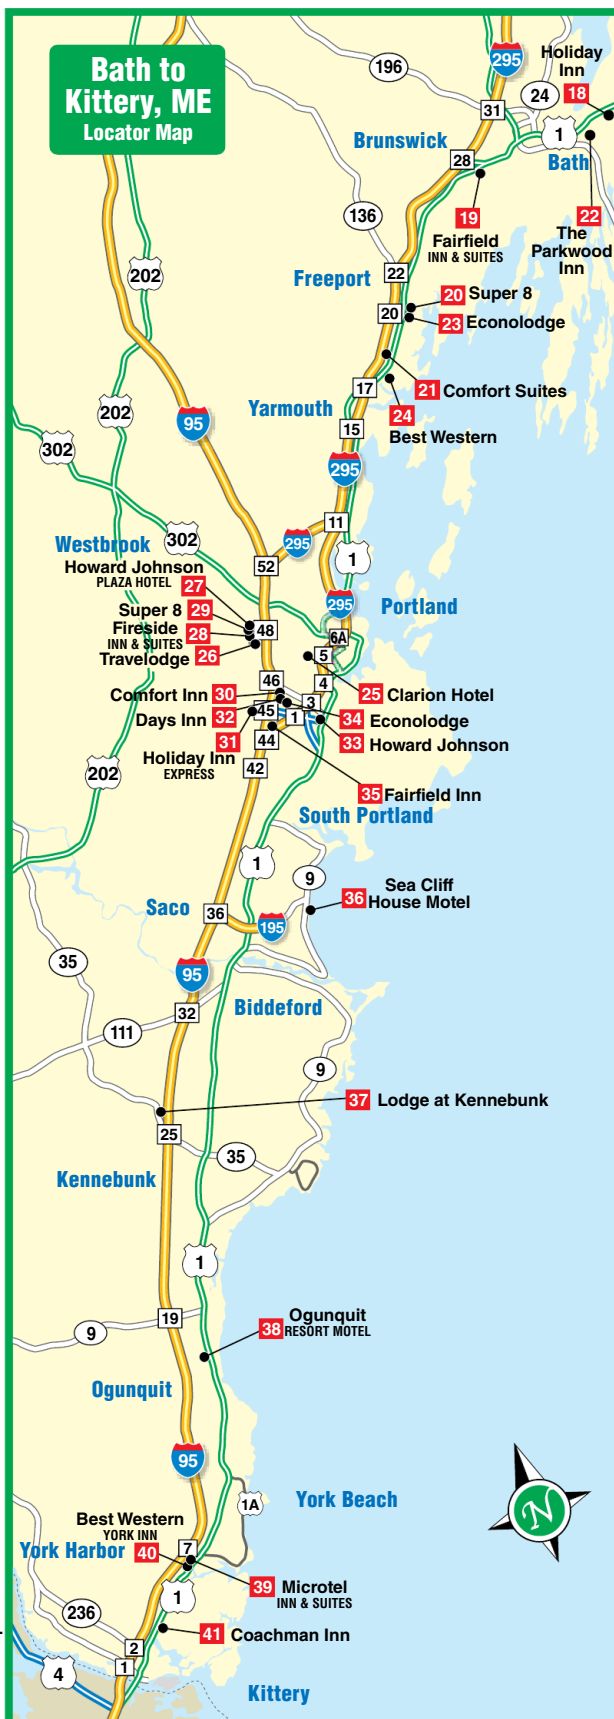 Bath to
Kittery, ME
Locator Map
295
Holiday
Inn
196
24
18
31
1
Brunswick
28
Bath
19
22
136
Fairfield
INN & SUITES
The
Parkwood
Inn
22
Freeport
202
20
Super 8
20
23
Econolodge
17
21
Comfort Suites
202
Yarmouth
24
95
15
Best Western
302
295
11
302
295
1
Westbrook
52
Howard Johnson
PLAZA HOTEL
27
295
Portland
Super 8
29
48
6A
Fireside
INN & SUITES
28
Travelodge
26
5
46
4
25
Clarion Hotel
Comfort Inn
30
3
Days Inn
32
45
1
34
Econolodge
31
44
33
Howard Johnson
Holiday Inn
EXPRESS
42
202
35
Fairfield Inn
South Portland
1
9
Sea Cliff
House Motel
36
Saco
36
195
35
95
32
Biddeford
111
9
37
Lodge at Kennebunk
25
35
Kennebunk
1
19
Ogunquit
RESORT MOTEL
38
9
Ogunquit
95
1A
York Beach
N
Best Western
YORK INN
York Harbor
40
7
39
Microtel
INN & SUITES
1
236
41
Coachman Inn
2
1
4
Kittery